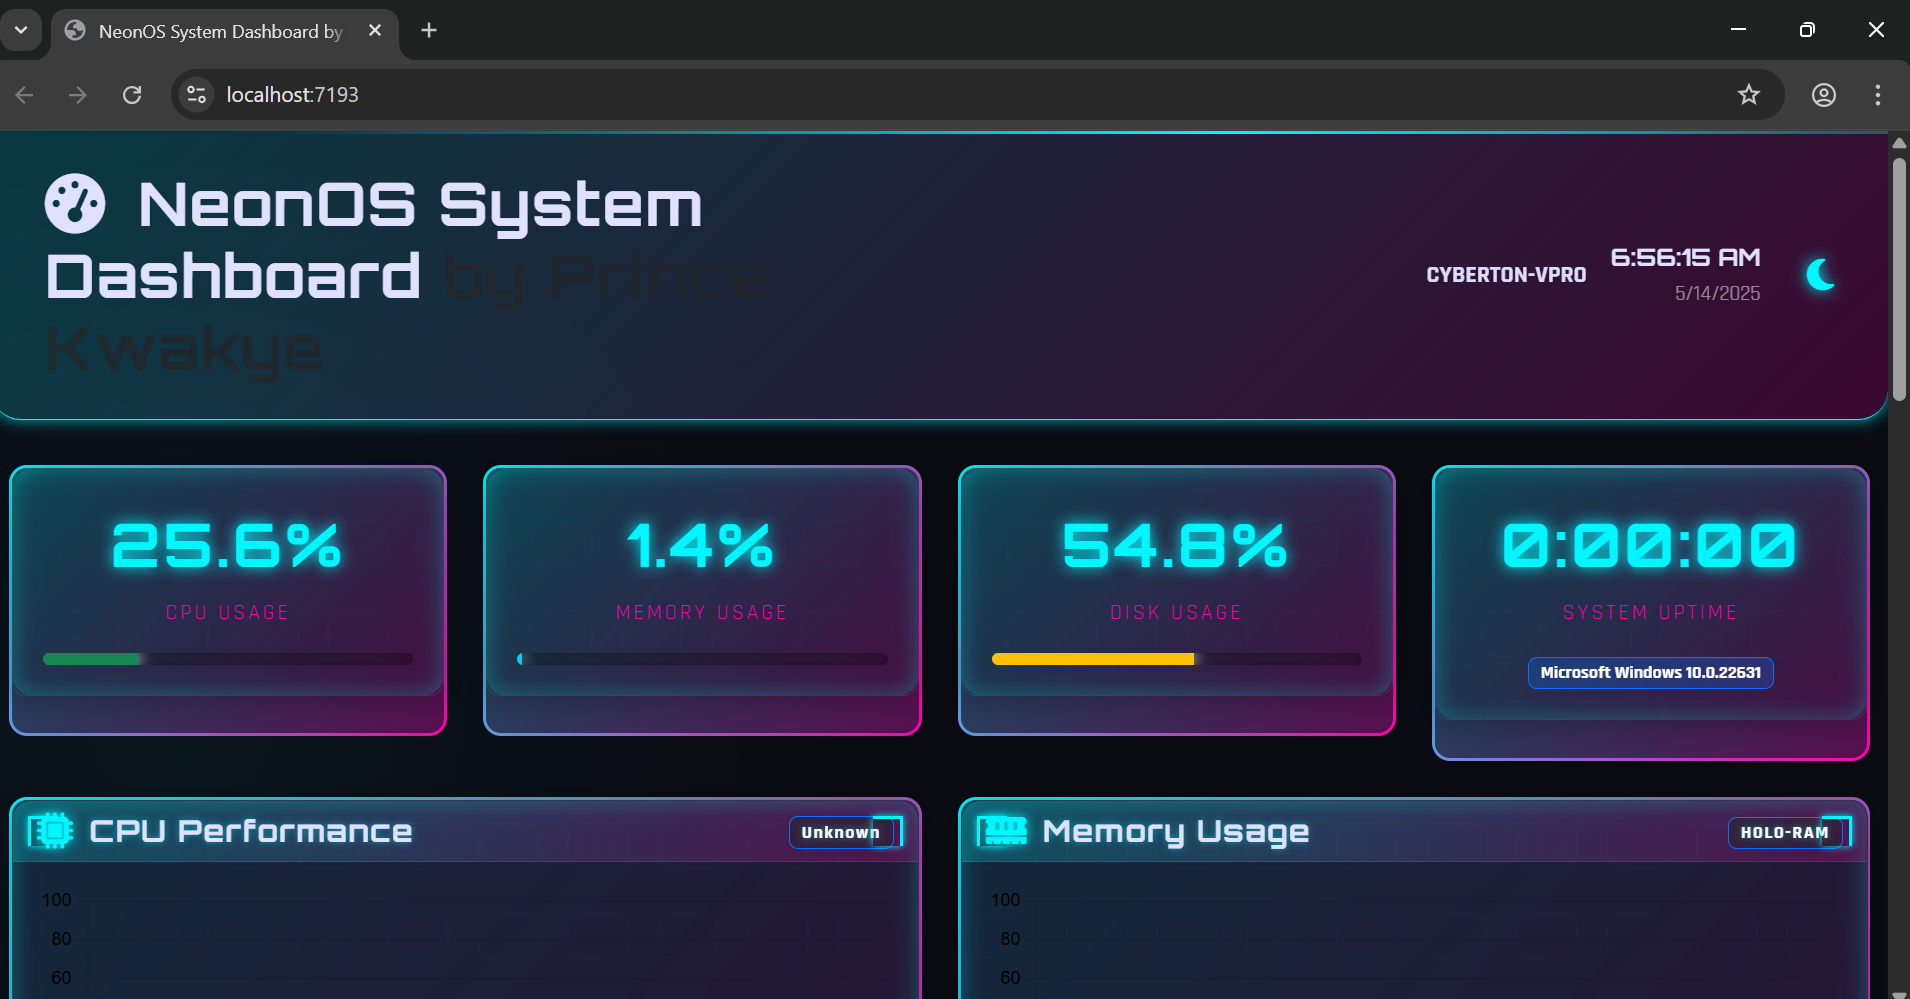 NeonOS System Dashboard by
localhost:7193
NeonOS System
Dashboard by Prince
Kwakye
CYBERTON-VPRO
6:56:15 AM
5/14/2025
25.6%
CPU USAGE
1.4%
MEMORY USAGE
54.8%
DISK USAGE
0:00:00
SYSTEM UPTIME
Microsoft Windows 10.0.22631
CPU Performance
Unknown
100
80
60
Memory Usage
HOLO-RAM
100
80
60